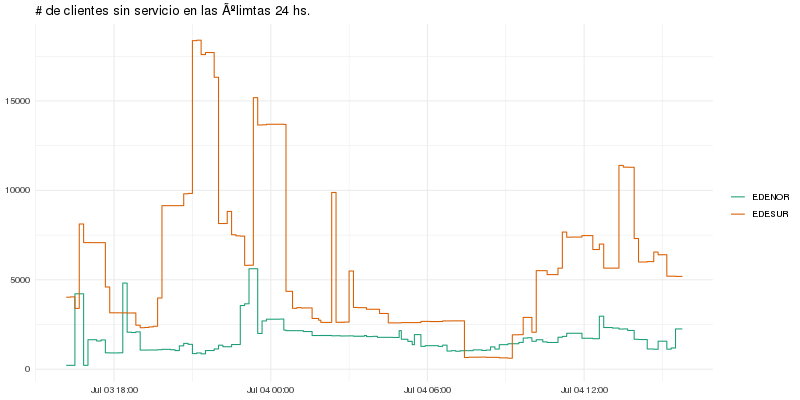 # de clientes sin servicio en las Ãºlimtas 24 hs.
15000
10000
5000
0
Jul 03 18:00 Jul 04 00:00 Jul 04 06:00 Jul 04 12:00
EDENOR
EDESUR